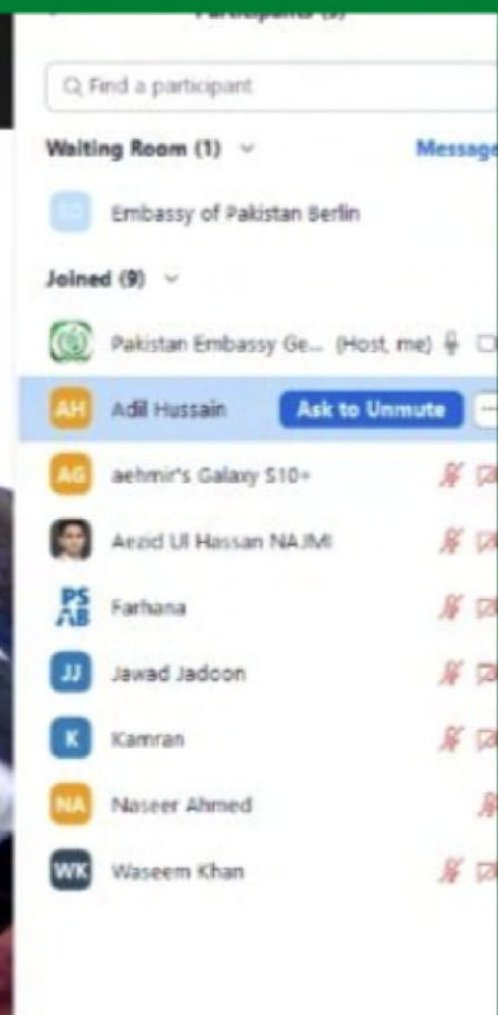 Participants (9)
Find a participant
Waiting Room (1)
Message
Embassy of Pakistan Berlin
Joined (9)
Pakistan Embassy Ge... (Host, me)
AH Adil Hussain Ask to Unmute ...
AG aehmir's Galaxy S10+
Aezid Ul Hassan NAJMI
PS AB Farhana
JJ Jawad Jadoon
K Kamran
NA Naseer Ahmed
WK Waseem Khan